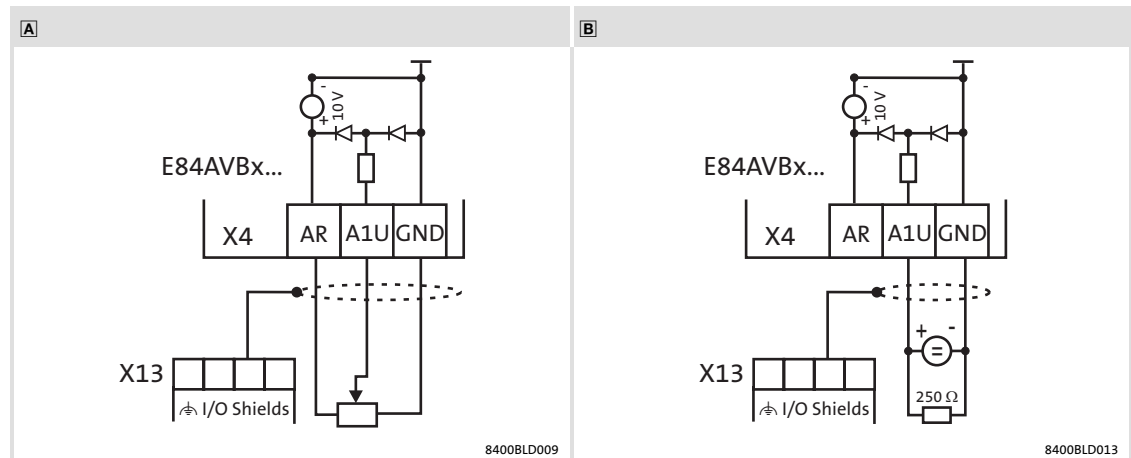 A
-
10 V
+
E84AVBx...
X4
AR
A1U
GND
X13
I/O Shields
8400BLD009
B
-
10 V
+
E84AVBx...
X4
AR
A1U
GND
+ -
=
X13
250 Ω
I/O Shields
8400BLD013